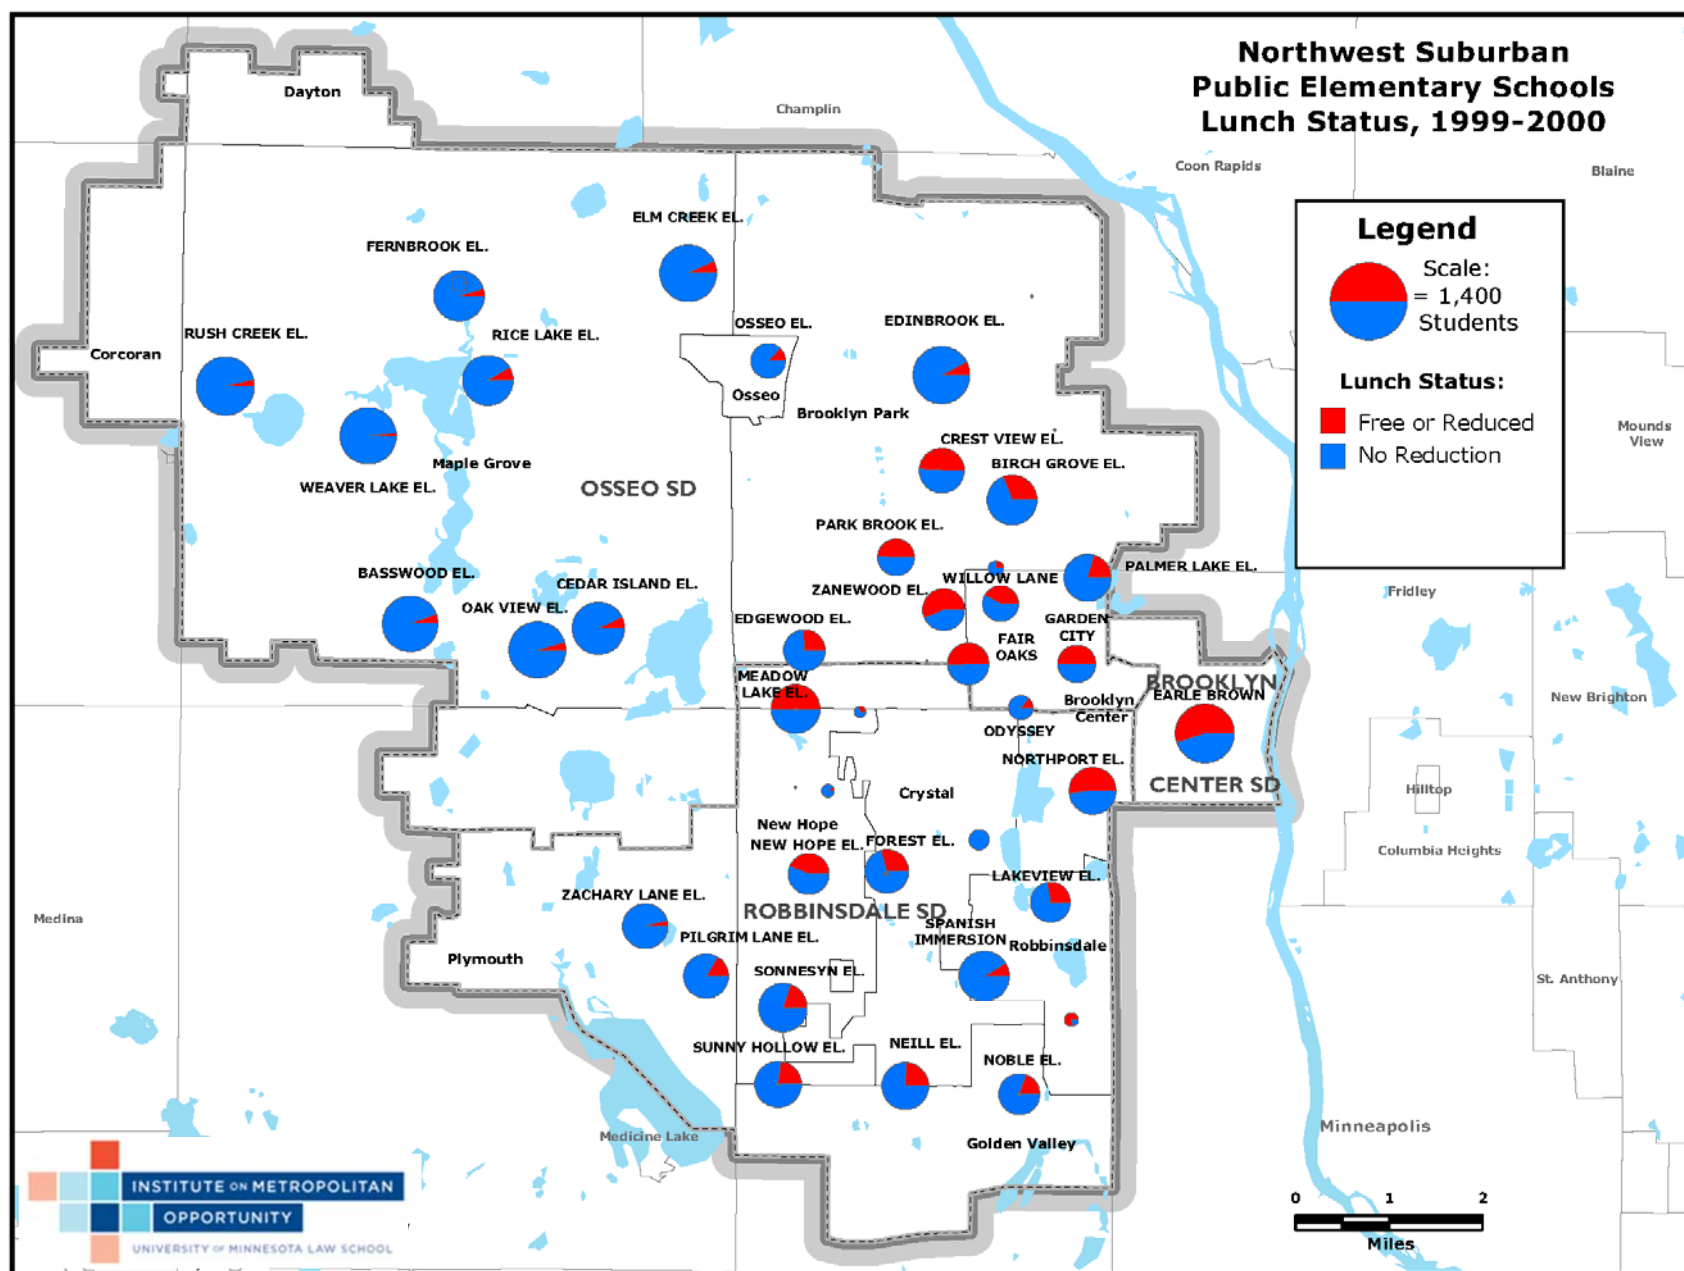 Northwest Suburban
Public Elementary Schools
Lunch Status, 1999-2000
Dayton
Champlin
Coon Rapids
Blaine
Legend
Scale:
= 1,400
Students
Lunch Status:
Free or Reduced
No Reduction
ELM CREEK EL.
FERNBROOK EL.
RUSH CREEK EL.
RICE LAKE EL.
OSSEO EL.
EDINBROOK EL.
Corcoran
Osseo
Brooklyn Park
Mounds
View
CREST VIEW EL.
BIRCH GROVE EL.
Maple Grove
WEAVER LAKE EL.
OSSEO SD
PARK BROOK EL.
PALMER LAKE EL.
BASSWOOD EL.
CEDAR ISLAND EL.
WILLOW LANE
ZANEWOOD EL.
Fridley
OAK VIEW EL.
EDGEWOOD EL.
GARDEN
CITY
FAIR
OAKS
MEADOW
LAKE EL.
BROOKLYN
EARLE BROWN
New Brighton
Brooklyn
Center
ODYSSEY
NORTHPORT EL.
CENTER SD
Hilltop
Crystal
New Hope
NEW HOPE EL.
FOREST EL.
Columbia Heights
LAKEVIEW EL.
ZACHARY LANE EL.
ROBBINSDALE SD
Medina
SPANISH
IMMERSION
PILGRIM LANE EL.
Robbinsdale
Plymouth
SONNESYN EL.
St. Anthony
SUNNY HOLLOW EL.
NEILL EL.
NOBLE EL.
Medicine Lake
Golden Valley
Minneapolis
INSTITUTE ON METROPOLITAN
OPPORTUNITY
UNIVERSITY OF MINNESOTA LAW SCHOOL
0 1 2
Miles